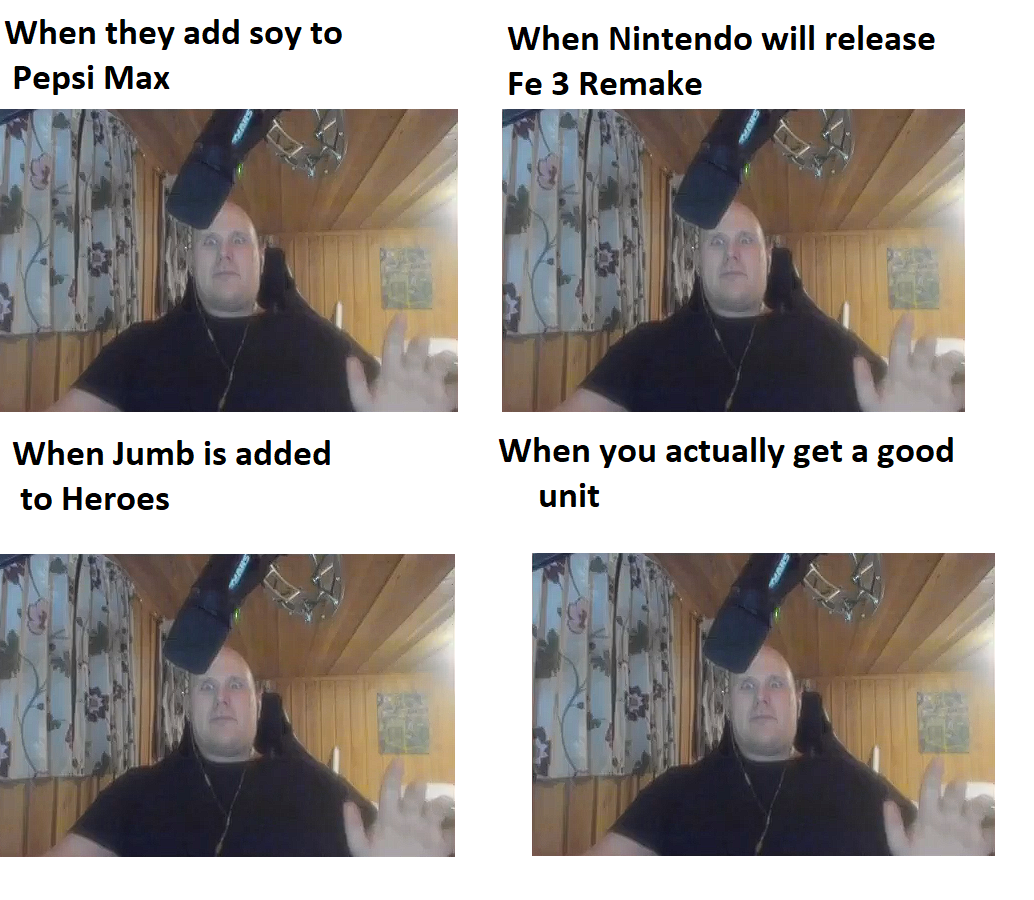 When they add soy to
Pepsi Max
When Nintendo will release
Fe 3 Remake
When Jumb is added
to Heroes
When you actually get a good
unit